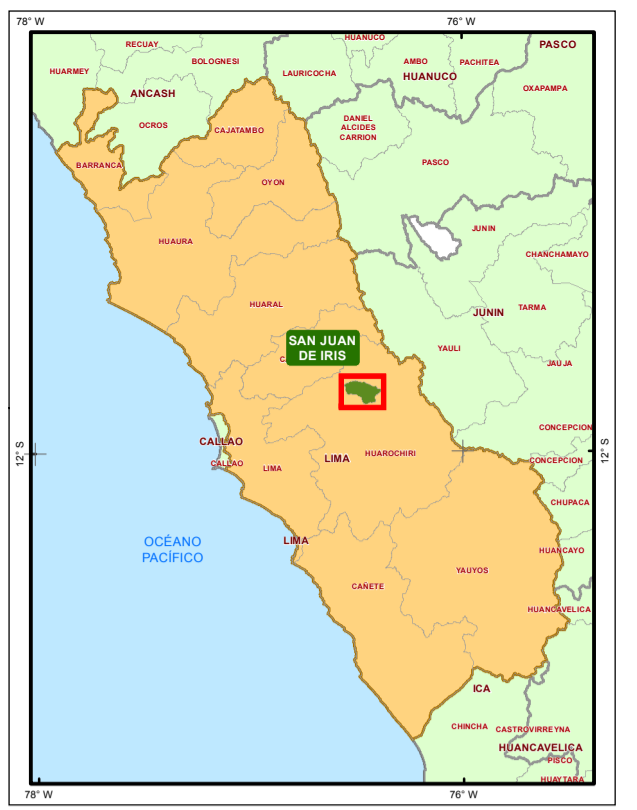 78° W
76° W
HUANUCO
RECUAY
PASCO
BOLOGNESI
AMBO
PACHITEA
HUARMEY
LAURICOCHA
HUANUCO
OXAPAMPA
ANCASH
DANIEL
ALCIDES
CARRION
OCROS
CAJATAMBO
PASCO
BARRANCA
OYON
JUNIN
HUAURA
CHANCHAMAYO
HUARAL
TARMA
JUNIN
SAN JUAN
DE IRIS
YAULI
JAUJA
CONCEPCION
CALLAO
12° S
12° S
HUAROCHIRI
LIMA
CALLAO
LIMA
CONCEPCION
CHUPACA
LIMA
OCÉANO
PACÍFICO
HUANCAYO
YAUYOS
CAÑETE
HUANCAVELICA
ICA
CHINCHA
CASTROVIRREYNA
HUANCAVELICA
PISCO
HUAYTARA
78° W
76° W